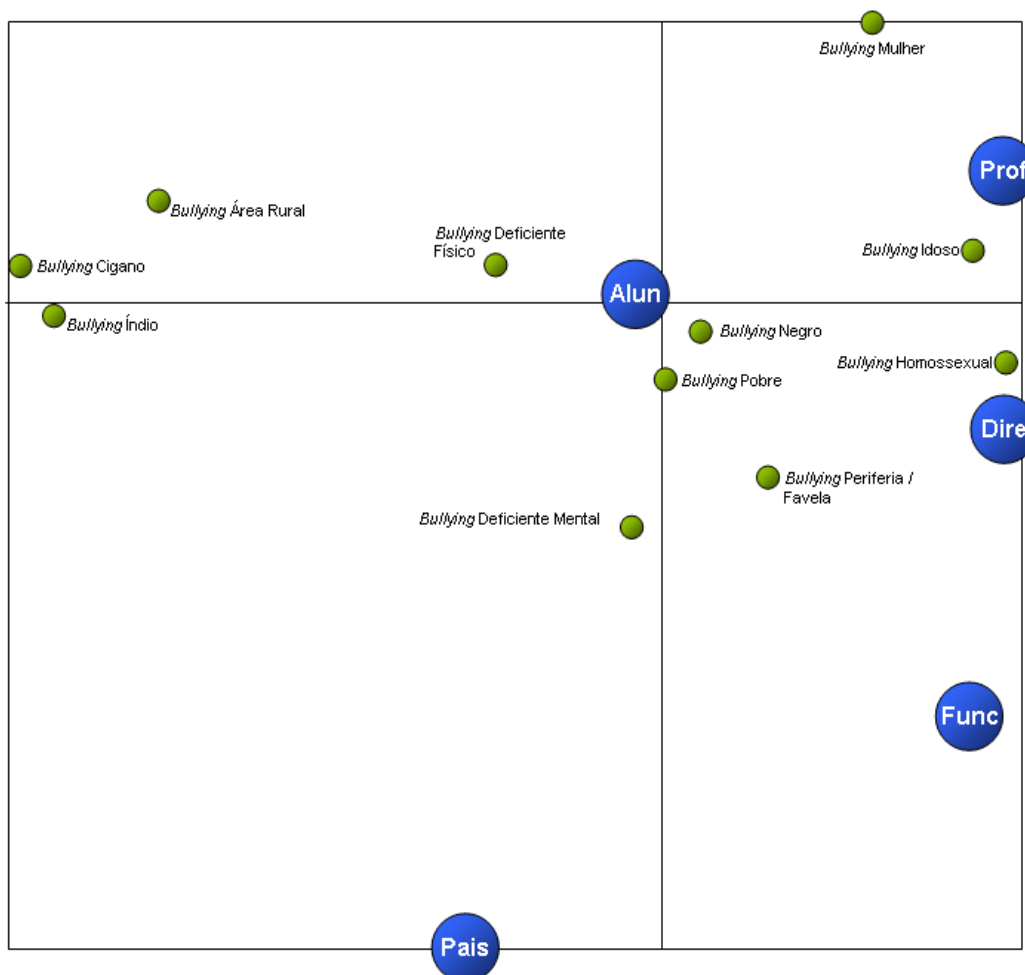 Bullying Mulher
Prof
Bullying Área Rural
Bullying Deficiente
Físico
Bullying Idoso
Bullying Cigano
Alun
Bullying Índio
Bullying Negro
Bullying Homossexual
Bullying Pobre
Dire
Bullying Periferia /
Favela
Bullying Deficiente Mental
Func
Pais